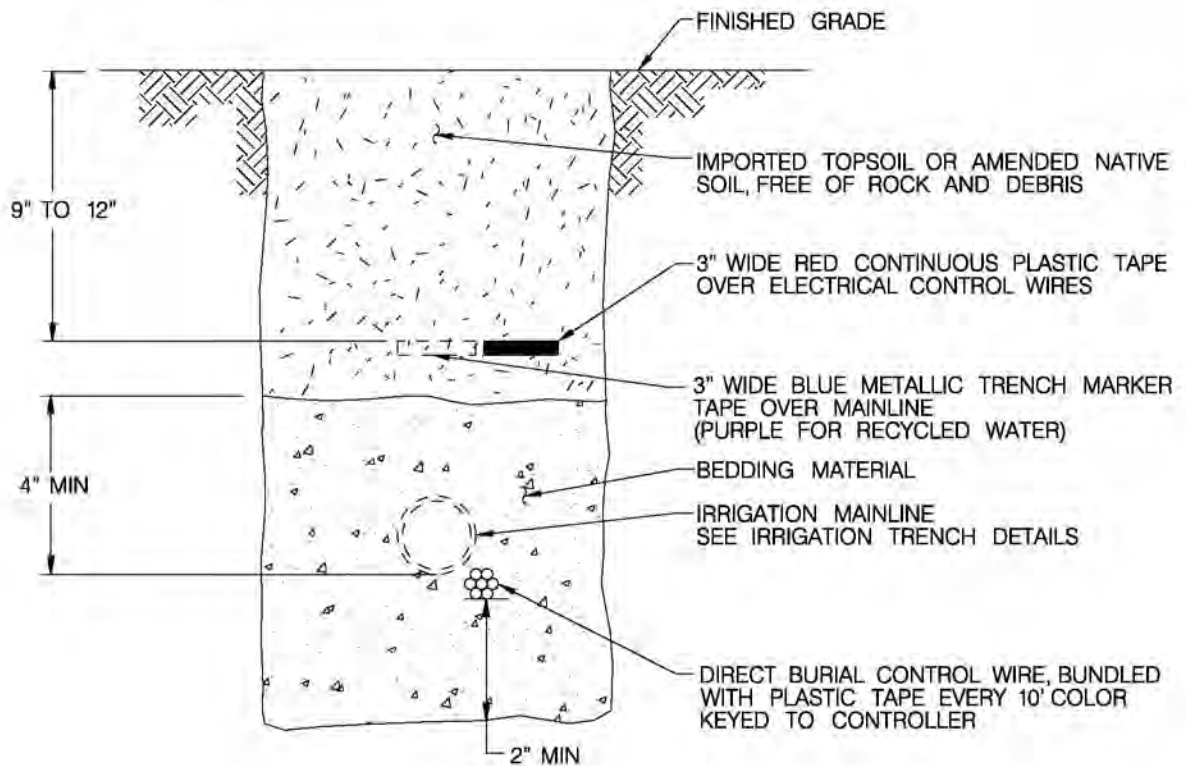 FINISHED GRADE
IMPORTED TOPSOIL OR AMENDED NATIVE
SOIL, FREE OF ROCK AND DEBRIS
9" TO 12"
3" WIDE RED CONTINUOUS PLASTIC TAPE
OVER ELECTRICAL CONTROL WIRES
3" WIDE BLUE METALLIC TRENCH MARKER
TAPE OVER MAINLINE
(PURPLE FOR RECYCLED WATER)
BEDDING MATERIAL
4" MIN
IRRIGATION MAINLINE
SEE IRRIGATION TRENCH DETAILS
DIRECT BURIAL CONTROL WIRE, BUNDLED
WITH PLASTIC TAPE EVERY 10' COLOR
KEYED TO CONTROLLER
2" MIN